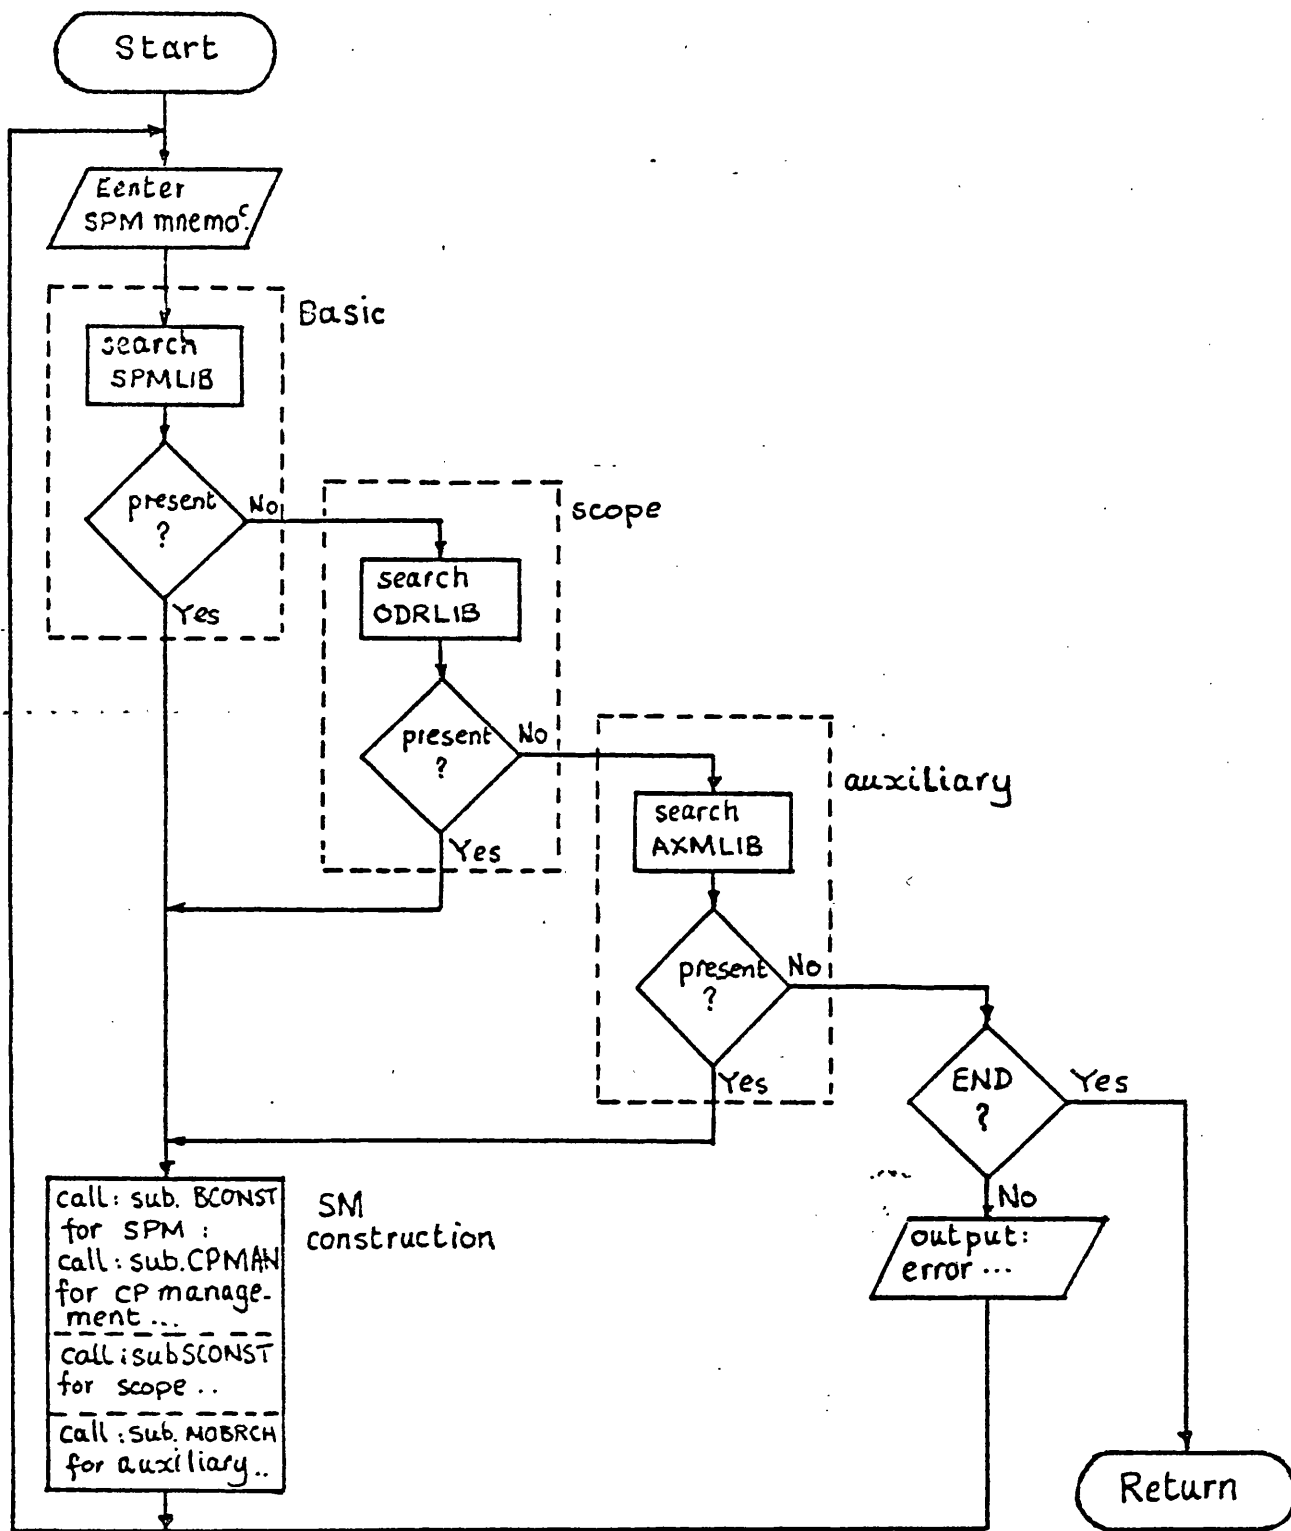 Start
Eenter
SPM mnemoᶜ.
Basic
search
SPMLIB
present
?
No
Yes
scope
search
ODRLIB
present
?
No
Yes
auxiliary
search
AXMLIB
present
?
No
Yes
END
?
Yes
No
output:
error ...
call: sub. BCONST
for SPM :
call: sub. CPMAN
for CP manage-
ment ...
call: sub SCONST
for scope ..
call: sub. MOBRCH
for auxiliary ..
SM
construction
Return